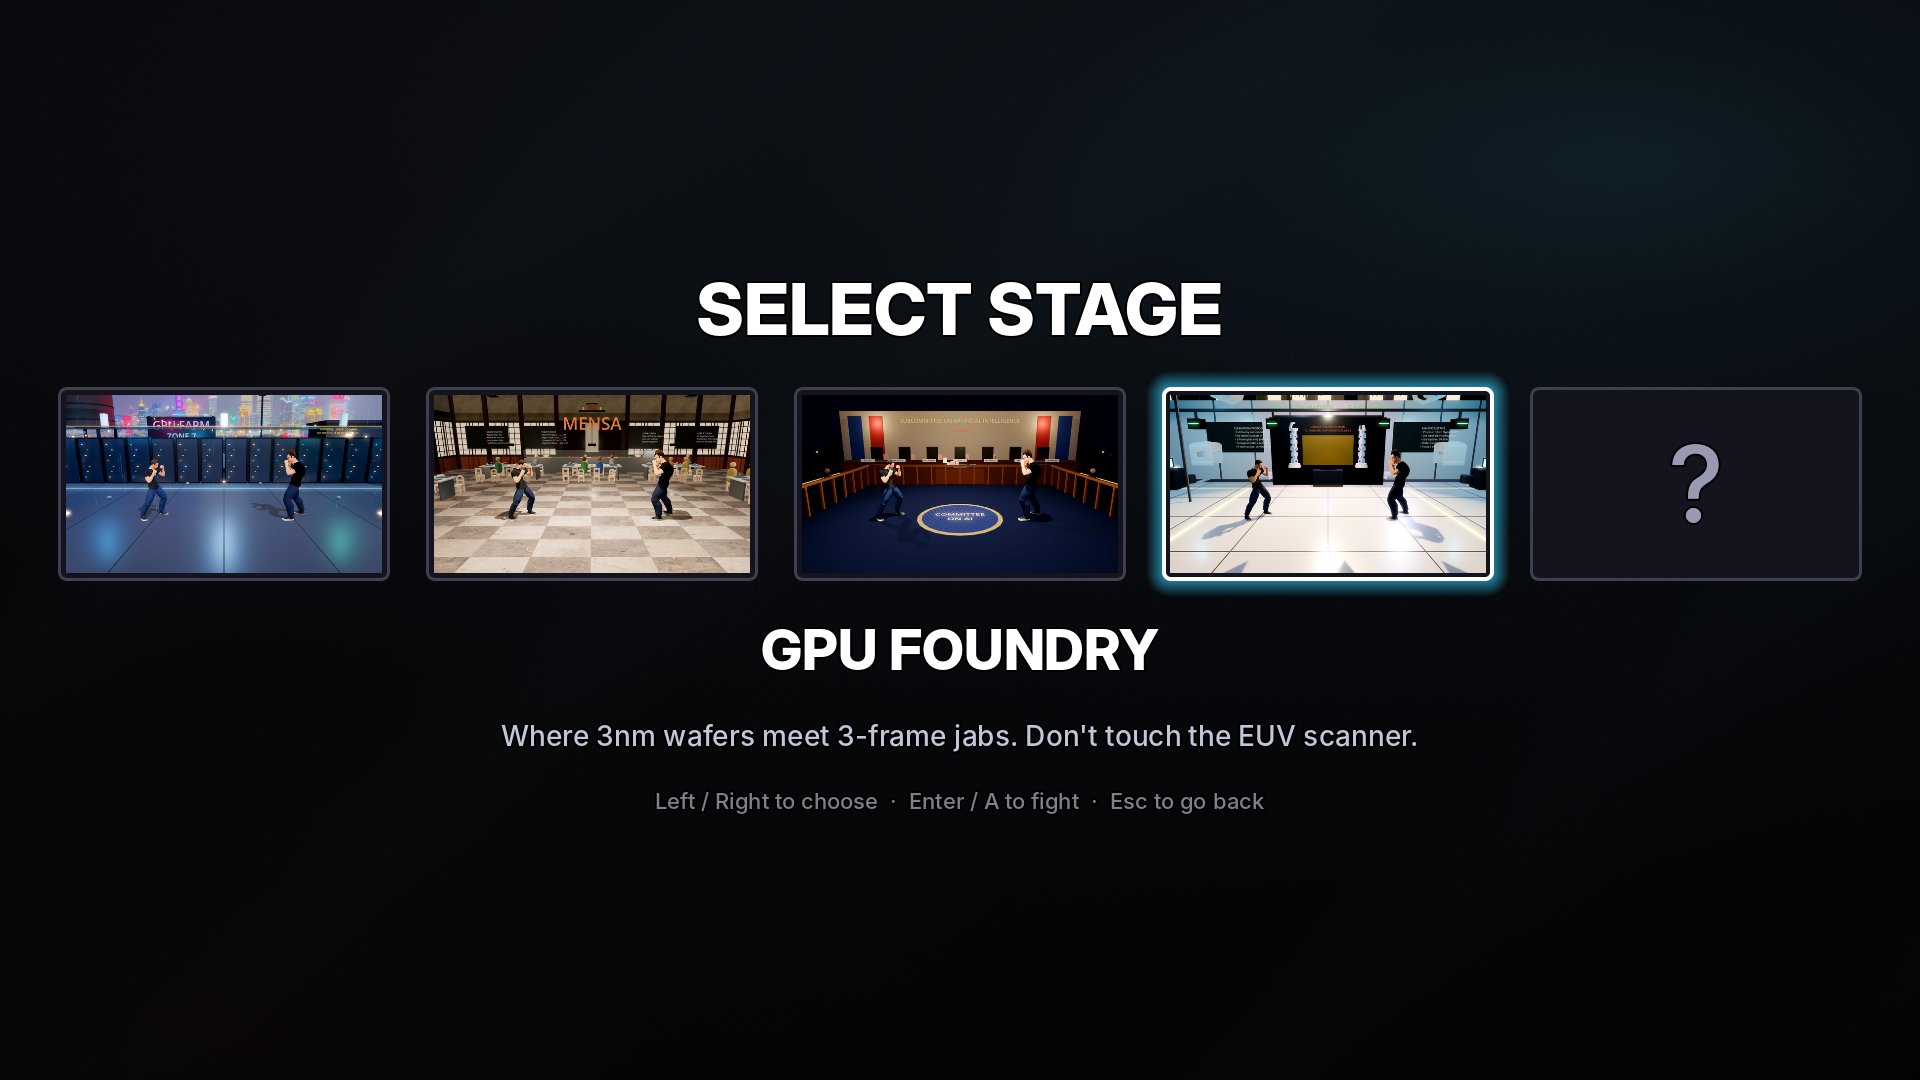 SELECT STAGE
GPU FARM
ZONE 7
MENSA
SUBCOMMITTEE ON ARTIFICIAL INTELLIGENCE
COMMITTEE
ON AI
?
GPU FOUNDRY
Where 3nm wafers meet 3-frame jabs. Don't touch the EUV scanner.
Left / Right to choose · Enter / A to fight · Esc to go back